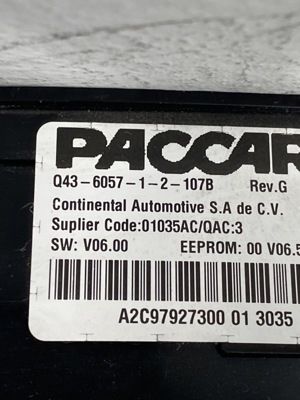 PACCAR
Q43-6057-1-2-107B Rev.G
Continental Automotive S.A de C.V.
Suplier Code:01035AC/QAC:3
SW: V06.00 EEPROM: 00 V06.5
A2C97927300 01 3035